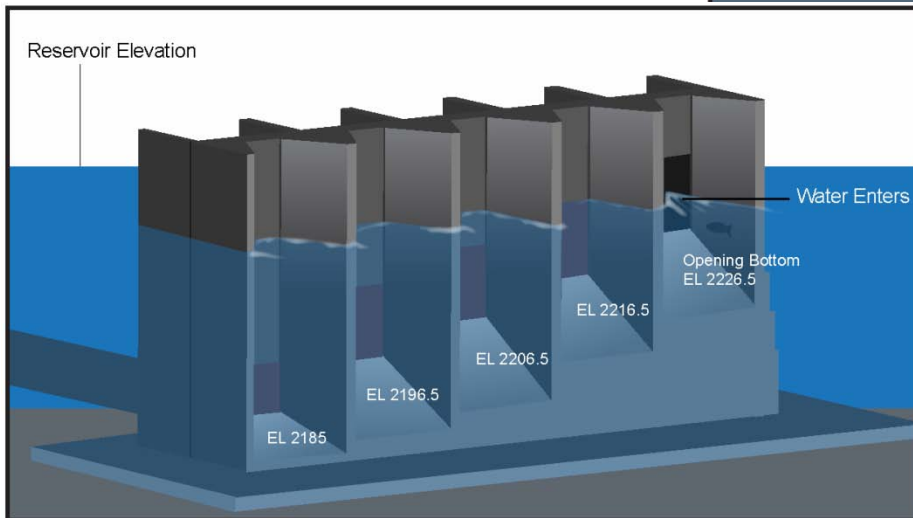 Reservoir Elevation
Water Enters
Opening Bottom
EL 2226.5
EL 2216.5
EL 2206.5
EL 2196.5
EL 2185